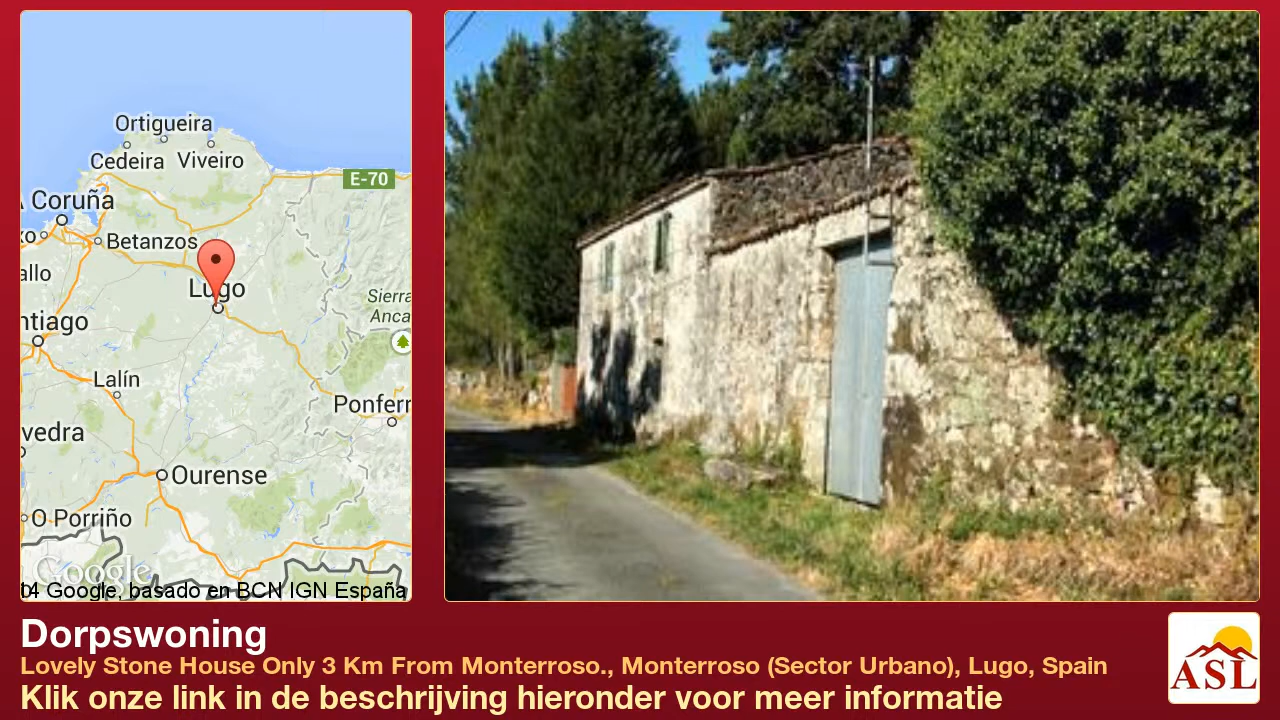 Ortigueira
Cedeira
Viveiro
E-70
A Coruña
Betanzos
Lugo
Sierra
Anca
ntiago
Lalín
Ponferr
vedra
Ourense
O Porriño
Google
14 Google, basado en BCN IGN España
Dorpswoning
Lovely Stone House Only 3 Km From Monterroso., Monterroso (Sector Urbano), Lugo, Spain
Klik onze link in de beschrijving hieronder voor meer informatie
ASL